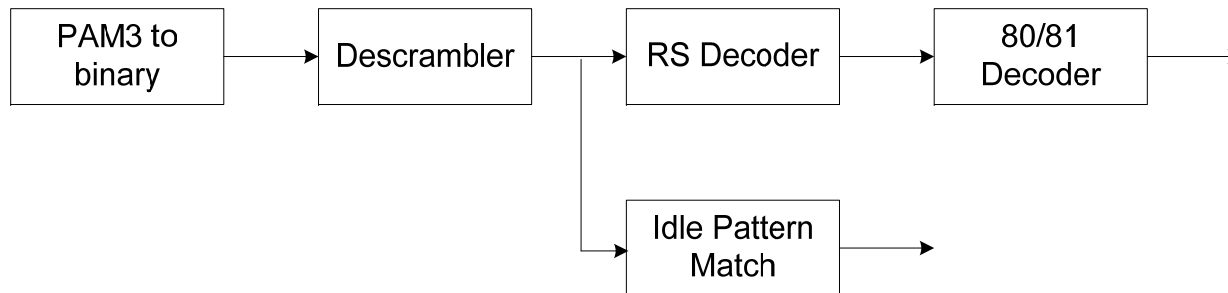 PAM3 to
binary
Descrambler
RS Decoder
80/81
Decoder
Idle Pattern
Match